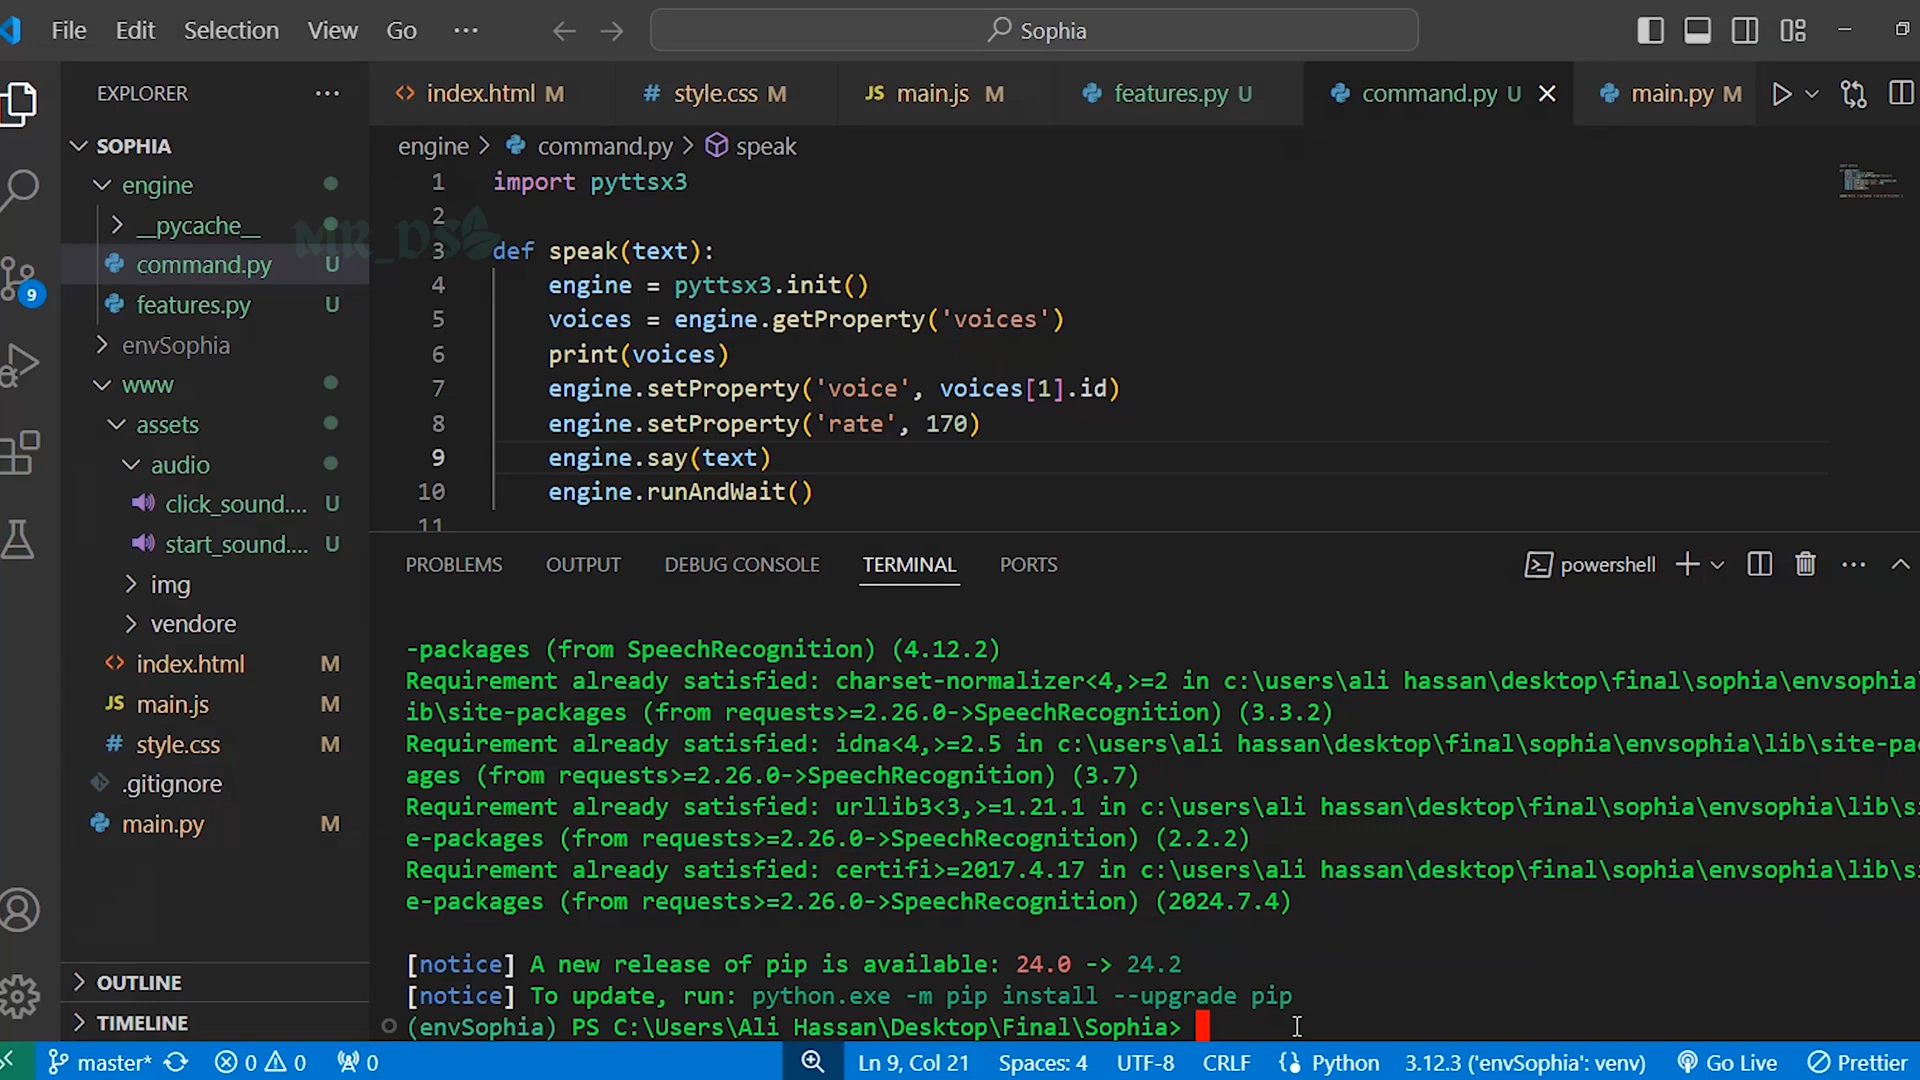 File Edit Selection View Go ··· Sophia
EXPLORER ···
SOPHIA
engine
__pycache__
command.py U
features.py U
envSophia
www
assets
audio
click_sound.... U
start_sound.... U
img
vendore
index.html M
main.js M
style.css M
.gitignore
main.py M
OUTLINE
TIMELINE
9
MR_DS
index.html M style.css M main.js M features.py U command.py U main.py M
engine > command.py > speak
1 import pyttsx3
2
3 def speak(text):
4 engine = pyttsx3.init()
5 voices = engine.getProperty('voices')
6 print(voices)
7 engine.setProperty('voice', voices[1].id)
8 engine.setProperty('rate', 170)
9 engine.say(text)
10 engine.runAndWait()
11
PROBLEMS OUTPUT DEBUG CONSOLE TERMINAL PORTS powershell
-packages (from SpeechRecognition) (4.12.2)
Requirement already satisfied: charset-normalizer<4,>=2 in c:\users\ali hassan\desktop\final\sophia\envsophia\
ib\site-packages (from requests>=2.26.0->SpeechRecognition) (3.3.2)
Requirement already satisfied: idna<4,>=2.5 in c:\users\ali hassan\desktop\final\sophia\envsophia\lib\site-pac
ages (from requests>=2.26.0->SpeechRecognition) (3.7)
Requirement already satisfied: urllib3<3,>=1.21.1 in c:\users\ali hassan\desktop\final\sophia\envsophia\lib\si
e-packages (from requests>=2.26.0->SpeechRecognition) (2.2.2)
Requirement already satisfied: certifi>=2017.4.17 in c:\users\ali hassan\desktop\final\sophia\envsophia\lib\si
e-packages (from requests>=2.26.0->SpeechRecognition) (2024.7.4)
[notice] A new release of pip is available: 24.0 -> 24.2
[notice] To update, run: python.exe -m pip install --upgrade pip
(envSophia) PS C:\Users\Ali Hassan\Desktop\Final\Sophia>
master* 0 0 0 Ln 9, Col 21 Spaces: 4 UTF-8 CRLF Python 3.12.3 ('envSophia': venv) Go Live Prettier